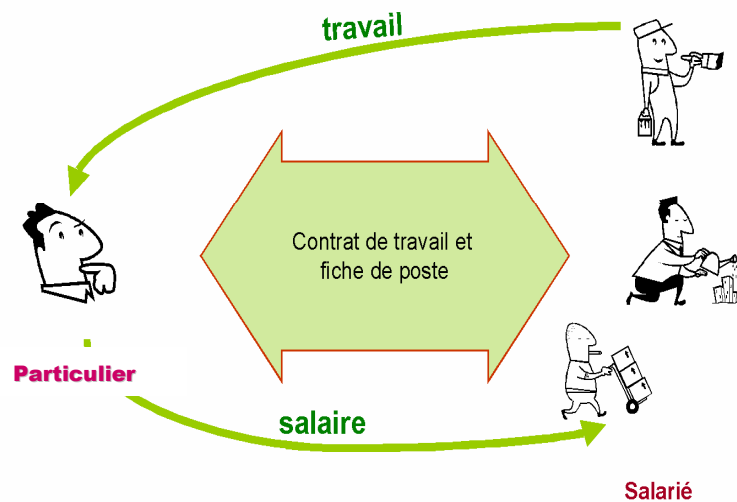 travail
Contrat de travail et
fiche de poste
Particulier
salaire
Salarié